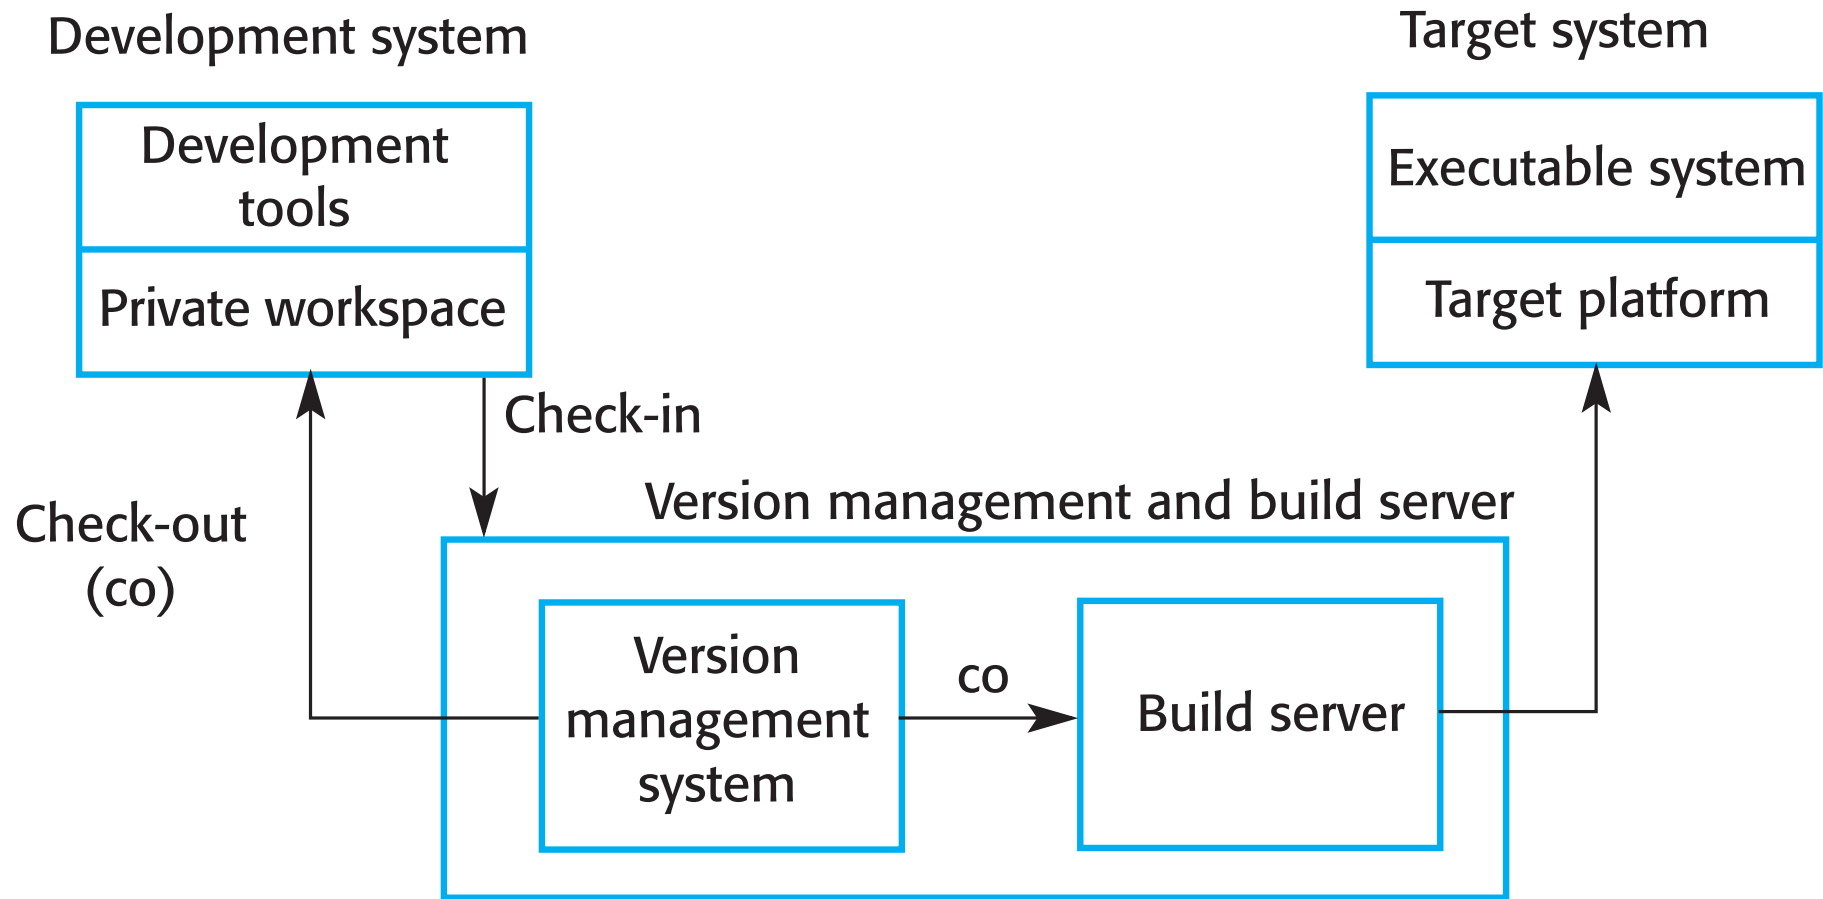 Development system
Development
tools
Private workspace
Target system
Executable system
Target platform
Check-in
Check-out
(co)
Version management and build server
Version
management
system
co
Build server